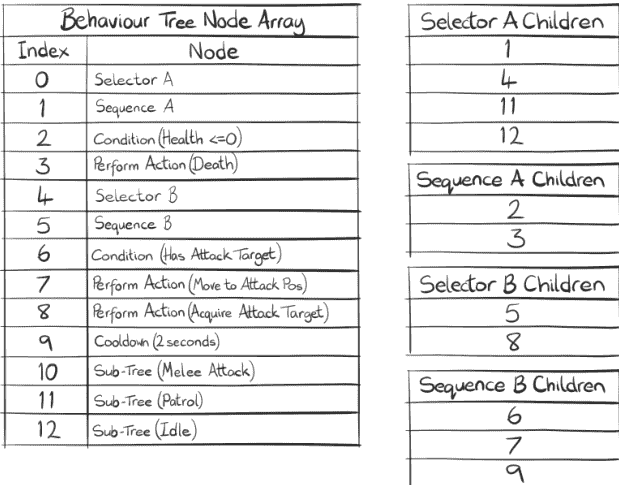 Behaviour Tree Node Array
Index Node
0 Selector A
1 Sequence A
2 Condition (Health <=0)
3 Perform Action (Death)
4 Selector B
5 Sequence B
6 Condition (Has Attack Target)
7 Perform Action (Move to Attack Pos)
8 Perform Action (Acquire Attack Target)
9 Cooldown (2 seconds)
10 Sub-Tree (Melee Attack)
11 Sub-Tree (Patrol)
12 Sub-Tree (Idle)
Selector A Children
1
4
11
12
Sequence A Children
2
3
Selector B Children
5
8
Sequence B Children
6
7
9